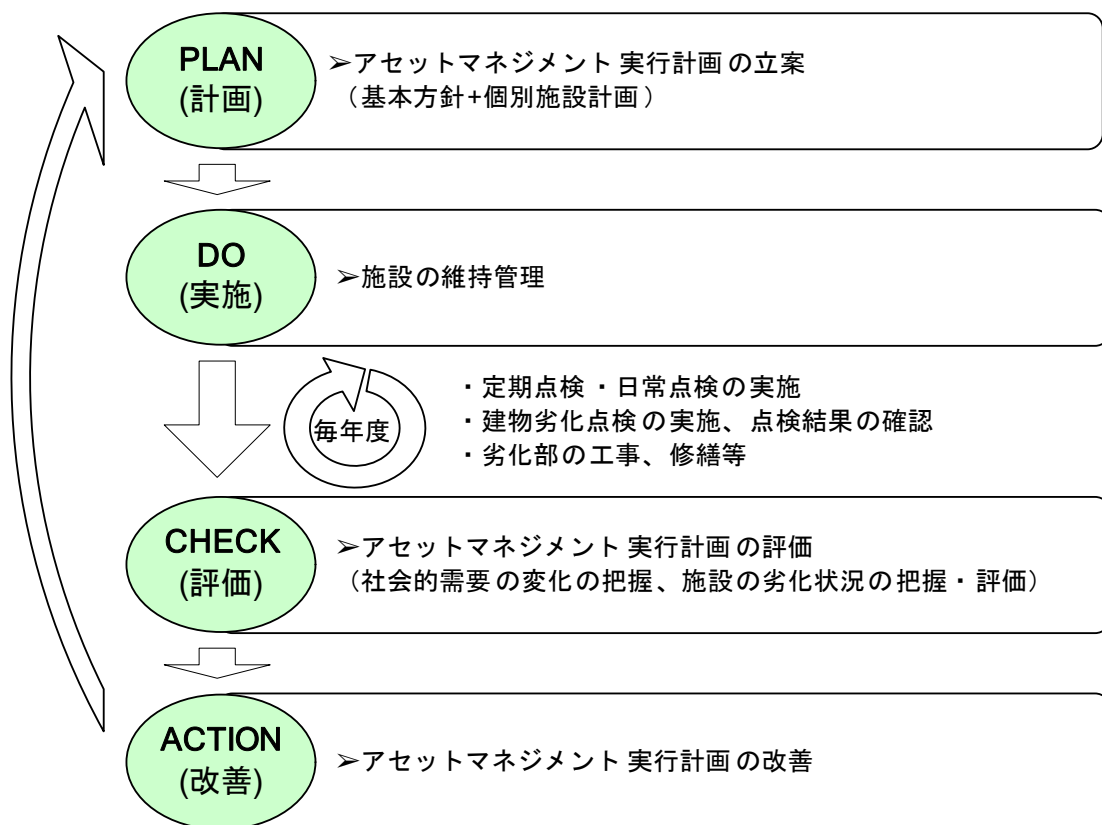 PLAN
(計画)
➢アセットマネジメント実行計画の立案
(基本方針+個別施設計画)
DO
(実施)
➢施設の維持管理
毎年度
・定期点検・日常点検の実施
・建物劣化点検の実施、点検結果の確認
・劣化部の工事、修繕等
CHECK
(評価)
➢アセットマネジメント実行計画の評価
(社会的需要の変化の把握、施設の劣化状況の把握・評価)
ACTION
(改善)
➢アセットマネジメント実行計画の改善